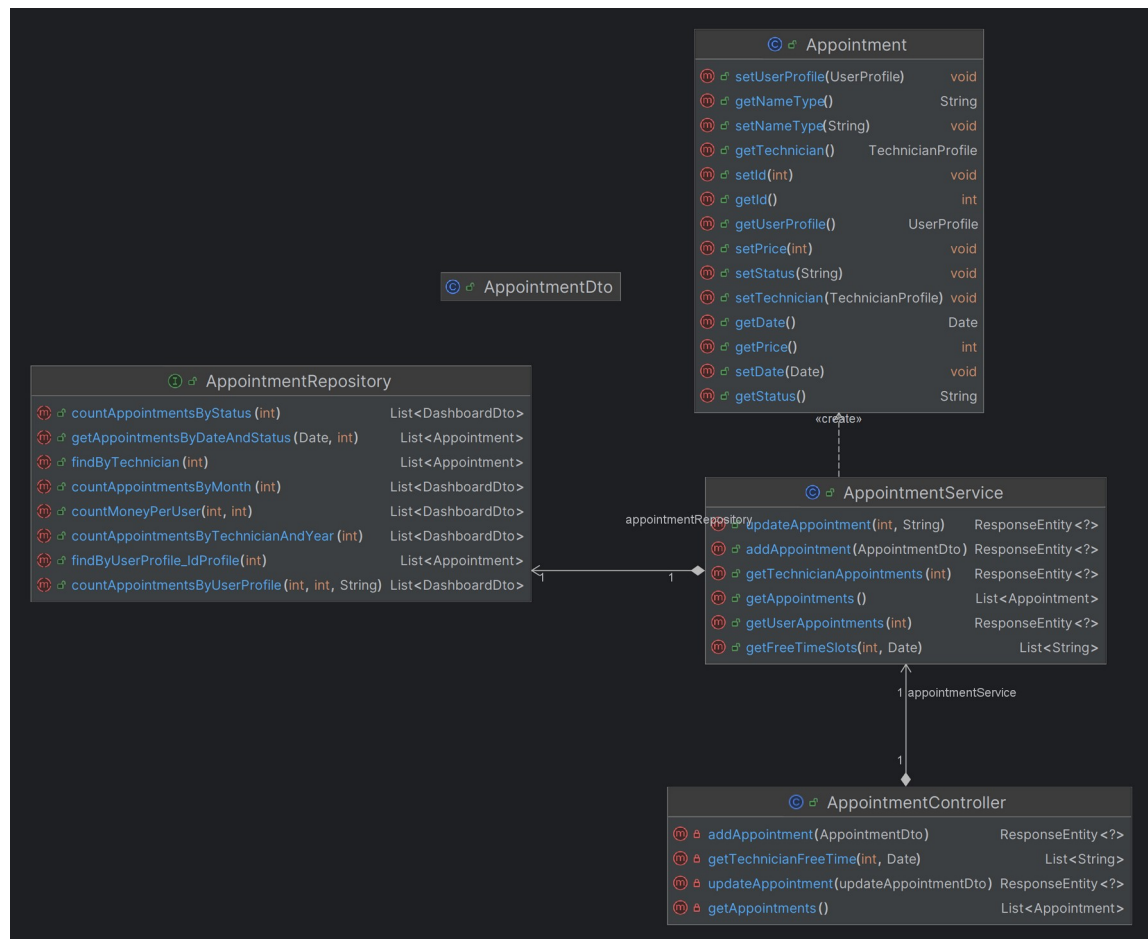 Appointment
setUserProfile(UserProfile) void
getNameType() String
setNameType(String) void
getTechnician() TechnicianProfile
setId(int) void
getId() int
getUserProfile() UserProfile
setPrice(int) void
setStatus(String) void
setTechnician(TechnicianProfile) void
getDate() Date
getPrice() int
setDate(Date) void
getStatus() String
«create»
AppointmentDto
AppointmentRepository
countAppointmentsByStatus(int) List<DashboardDto>
getAppointmentsByDateAndStatus(Date, int) List<Appointment>
findByTechnician(int) List<Appointment>
countAppointmentsByMonth(int) List<DashboardDto>
countMoneyPerUser(int, int) List<DashboardDto>
countAppointmentsByTechnicianAndYear(int) List<DashboardDto>
findByUserProfile_IdProfile(int) List<Appointment>
countAppointmentsByUserProfile(int, int, String) List<DashboardDto>
appointmentRepository
1 1
AppointmentService
updateAppointment(int, String) ResponseEntity<?>
addAppointment(AppointmentDto) ResponseEntity<?>
getTechnicianAppointments(int) ResponseEntity<?>
getAppointments() List<Appointment>
getUserAppointments(int) ResponseEntity<?>
getFreeTimeSlots(int, Date) List<String>
1 appointmentService
1
AppointmentController
addAppointment(AppointmentDto) ResponseEntity<?>
getTechnicianFreeTime(int, Date) List<String>
updateAppointment(updateAppointmentDto) ResponseEntity<?>
getAppointments() List<Appointment>